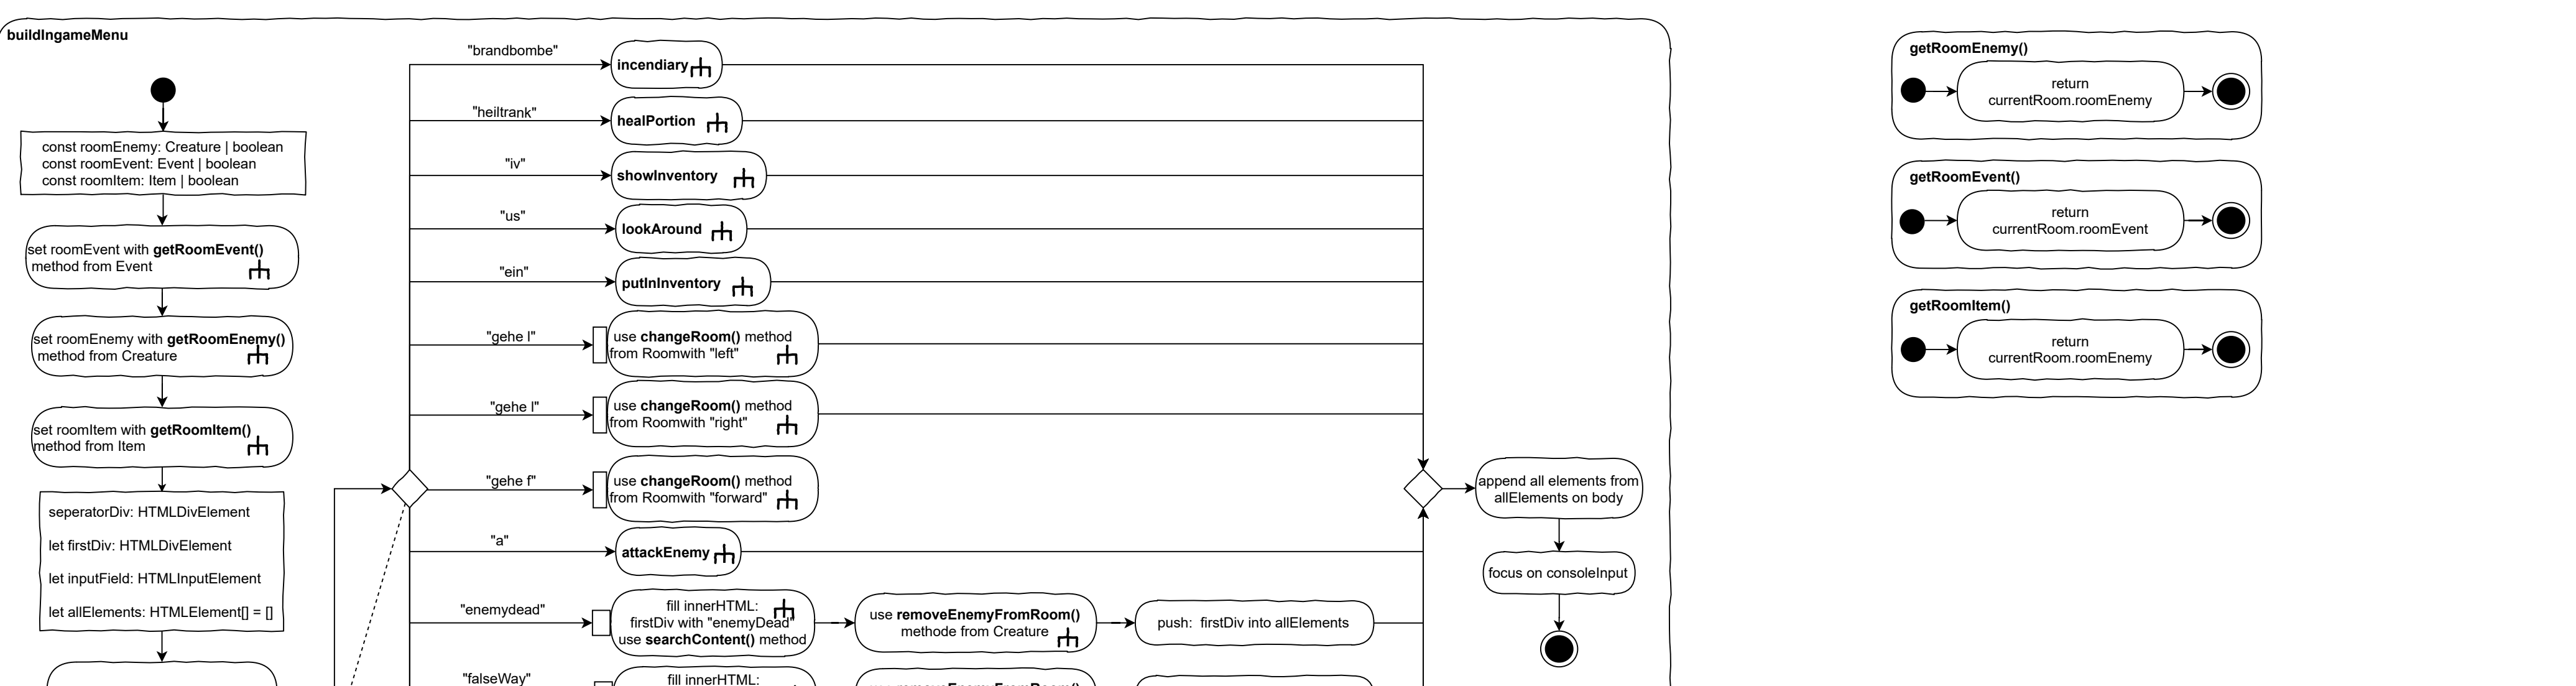 buildIngameMenu
const roomEnemy: Creature | boolean
const roomEvent: Event | boolean
const roomItem: Item | boolean
set roomEvent with getRoomEvent()
method from Event
set roomEnemy with getRoomEnemy()
method from Creature
set roomItem with getRoomItem()
method from Item
seperatorDiv: HTMLDivElement
let firstDiv: HTMLDivElement
let inputField: HTMLInputElement
let allElements: HTMLElement[] = []
"brandbombe"
incendiary
"heiltrank"
healPortion
"iv"
showInventory
"us"
lookAround
"ein"
putInInventory
"gehe l"
use changeRoom() method
from Roomwith "left"
"gehe l"
use changeRoom() method
from Roomwith "right"
"gehe f"
use changeRoom() method
from Roomwith "forward"
"a"
attackEnemy
"enemydead"
fill innerHTML:
firstDiv with "enemyDead"
use searchContent() method
use removeEnemyFromRoom()
methode from Creature
push: firstDiv into allElements
"falseWay"
fill innerHTML:
append all elements from
allElements on body
focus on consoleInput
getRoomEnemy()
return
currentRoom.roomEnemy
getRoomEvent()
return
currentRoom.roomEvent
getRoomItem()
return
currentRoom.roomEnemy